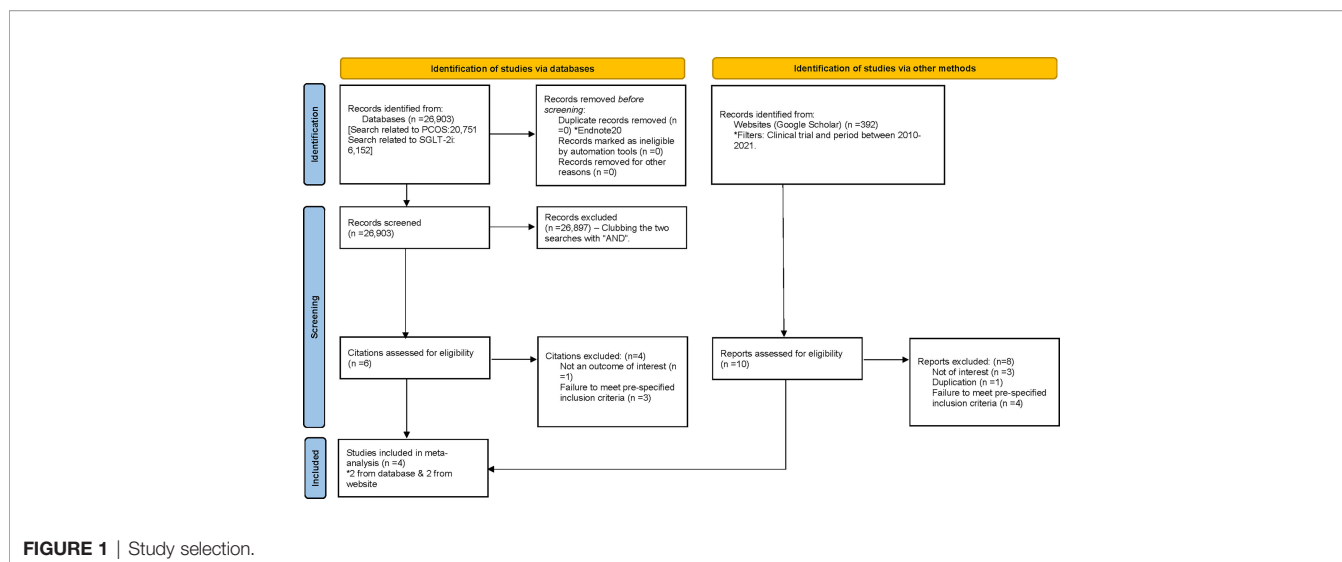 Identification of studies via databases
Identification of studies via other methods
Identification
Records identified from:
Databases (n =26,903)
[Search related to PCOS:20,751
Search related to SGLT-2i:
6,152]
Records removed before
screening:
Duplicate records removed (n
=0) *Endnote20
Records marked as ineligible
by automation tools (n =0)
Records removed for other
reasons (n =0)
Records identified from:
Websites (Google Scholar) (n =392)
*Filters: Clinical trial and period between 2010-
2021.
Screening
Records screened
(n =26,903)
Records excluded
(n =26,897) – Clubbing the two
searches with "AND".
Citations assessed for eligibility
(n =6)
Citations excluded: (n=4)
Not an outcome of interest (n
=1)
Failure to meet pre-specified
inclusion criteria (n =3)
Reports assessed for eligibility
(n =10)
Reports excluded: (n=8)
Not of interest (n =3)
Duplication (n =1)
Failure to meet pre-specified
inclusion criteria (n =4)
Included
Studies included in meta-
analysis (n =4)
*2 from database & 2 from
website
FIGURE 1 | Study selection.